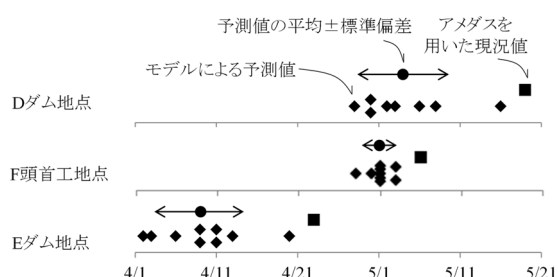 予測値の平均±標準偏差
アメダスを
用いた現況値
モデルによる予測値
Dダム地点
F頭首工地点
Eダム地点
4/1 4/11 4/21 5/1 5/11 5/21